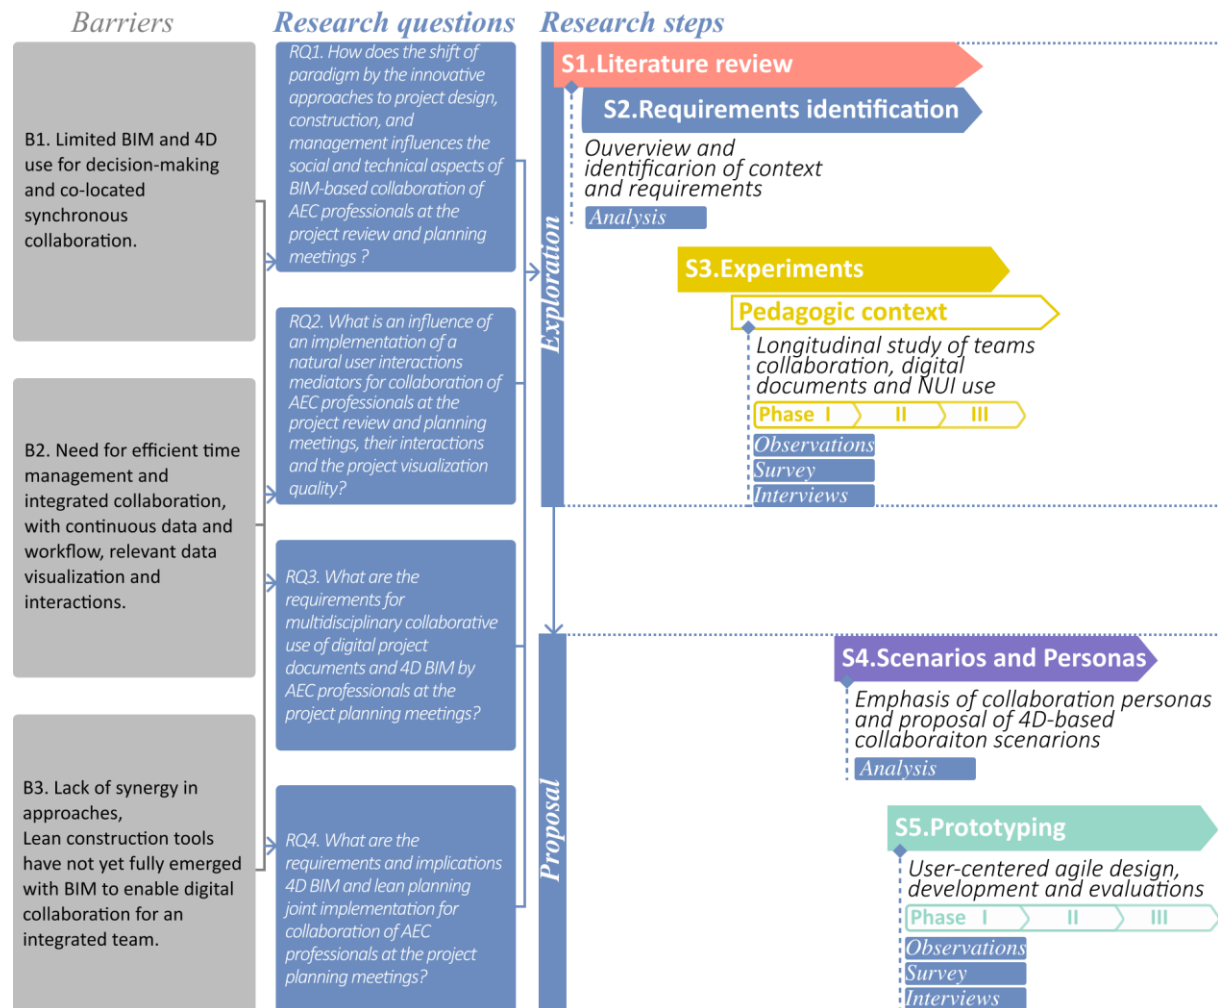 Barriers
Research questions
Research steps
B1. Limited BIM and 4D
use for decision-making
and co-located
synchronous
collaboration.
B2. Need for efficient time
management and
integrated collaboration,
with continuous data and
workflow, relevant data
visualization and
interactions.
B3. Lack of synergy in
approaches,
Lean construction tools
have not yet fully emerged
with BIM to enable digital
collaboration for an
integrated team.
RQ1. How does the shift of
paradigm by the innovative
approaches to project design,
construction, and
management influences the
social and technical aspects of
BIM-based collaboration of
AEC professionals at the
project review and planning
meetings ?
RQ2. What is an influence of
an implementation of a
natural user interactions
mediators for collaboration of
AEC professionals at the
project review and planning
meetings, their interactions
and the project visualization
quality?
RQ3. What are the
requirements for
multidisciplinary collaborative
use of digital project
documents and 4D BIM by
AEC professionals at the
project planning meetings?
RQ4. What are the
requirements and implications
4D BIM and lean planning
joint implementation for
collaboration of AEC
professionals at the project
planning meetings?
Exploration
S1.Literature review
S2.Requirements identification
Ouverview and
identificarion of context
and requirements
Analysis
S3.Experiments
Pedagogic context
Longitudinal study of teams
collaboration, digital
documents and NUI use
Phase I II III
Observations
Survey
Interviews
Proposal
S4.Scenarios and Personas
Emphasis of collaboration personas
and proposal of 4D-based
collaboraiton scenarions
Analysis
S5.Prototyping
User-centered agile design,
development and evaluations
Phase I II III
Observations
Survey
Interviews